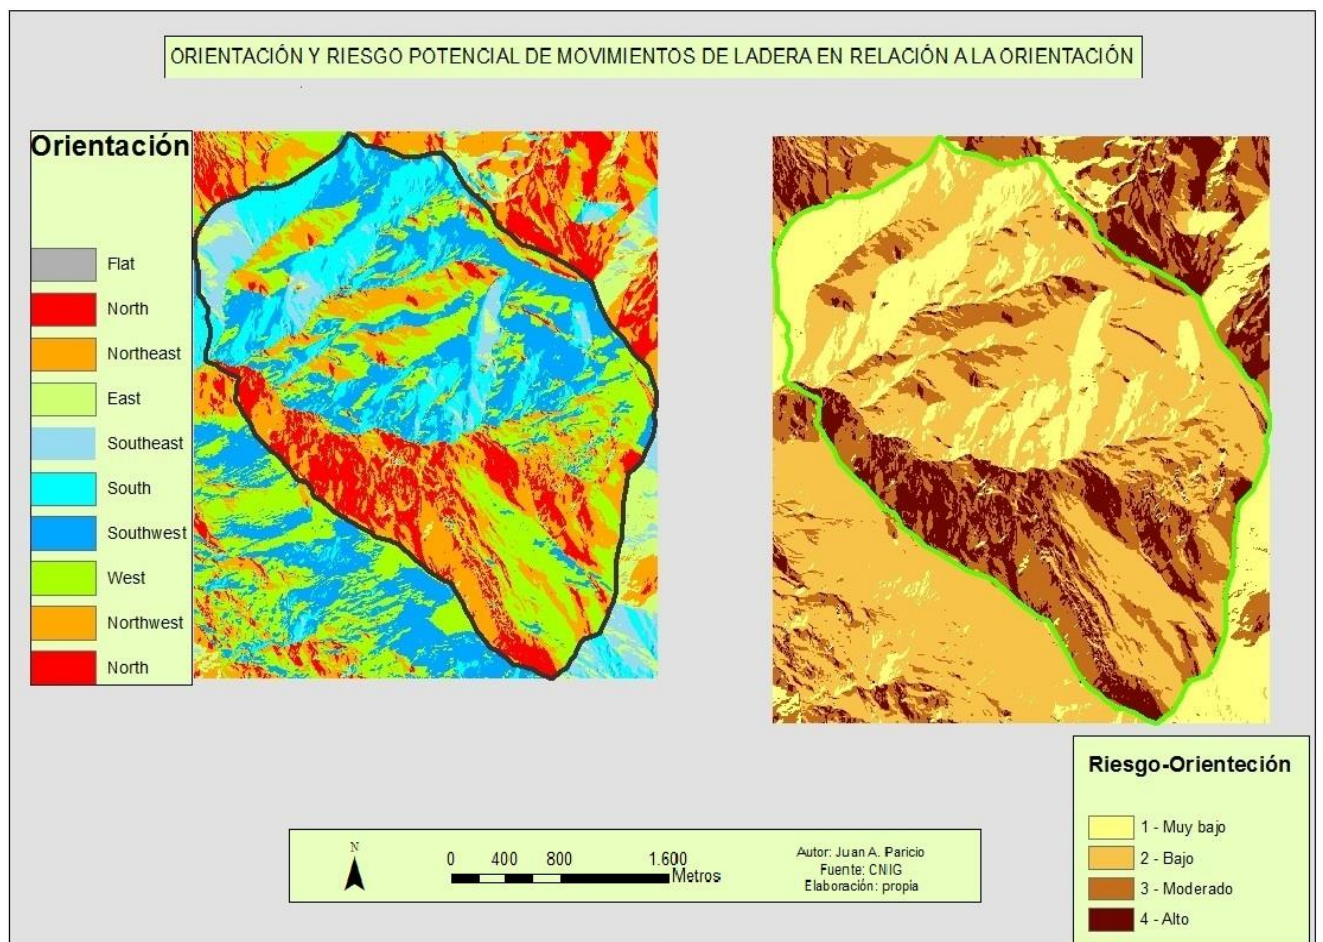 ORIENTACIÓN Y RIESGO POTENCIAL DE MOVIMIENTOS DE LADERA EN RELACIÓN A LA ORIENTACIÓN
Orientación
Flat
North
Northeast
East
Southeast
South
Southwest
West
Northwest
North
Riesgo-Orienteción
1 - Muy bajo
2 - Bajo
3 - Moderado
4 - Alto
N
0 400 800 1.600
Metros
Autor: Juan A. Paricio
Fuente: CNIG
Elaboración: propia